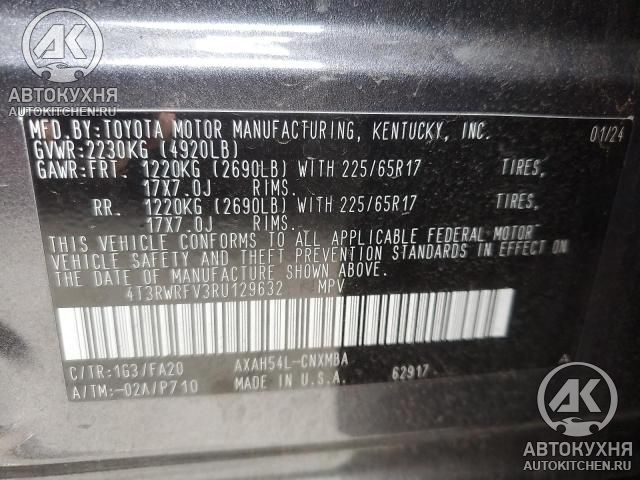 AK
АВТОКУХНЯ
AUTOKITCHEN.RU
MFD.BY:TOYOTA MOTOR MANUFACTURING, KENTUCKY, INC. 01/24
GVWR:2230KG (4920LB)
GAWR:FRT 1220KG (2690LB) WITH 225/65R17 TIRES,
17X7.0J RIMS.
RR. 1220KG (2690LB) WITH 225/65R17 TIRES,
17X7.0J RIMS.
THIS VEHICLE CONFORMS TO ALL APPLICABLE FEDERAL MOTOR
VEHICLE SAFETY AND THEFT PREVENTION STANDARDS IN EFFECT ON
THE DATE OF MANUFACTURE SHOWN ABOVE.
4T3RWRFV3RU129632 MPV
C/TR:1G3/FA20 AXAH54L-CNXMBA 62917
A/TM:-02A/P710 MADE IN U.S.A.
AK
АВТОКУХНЯ
AUTOKITCHEN.RU